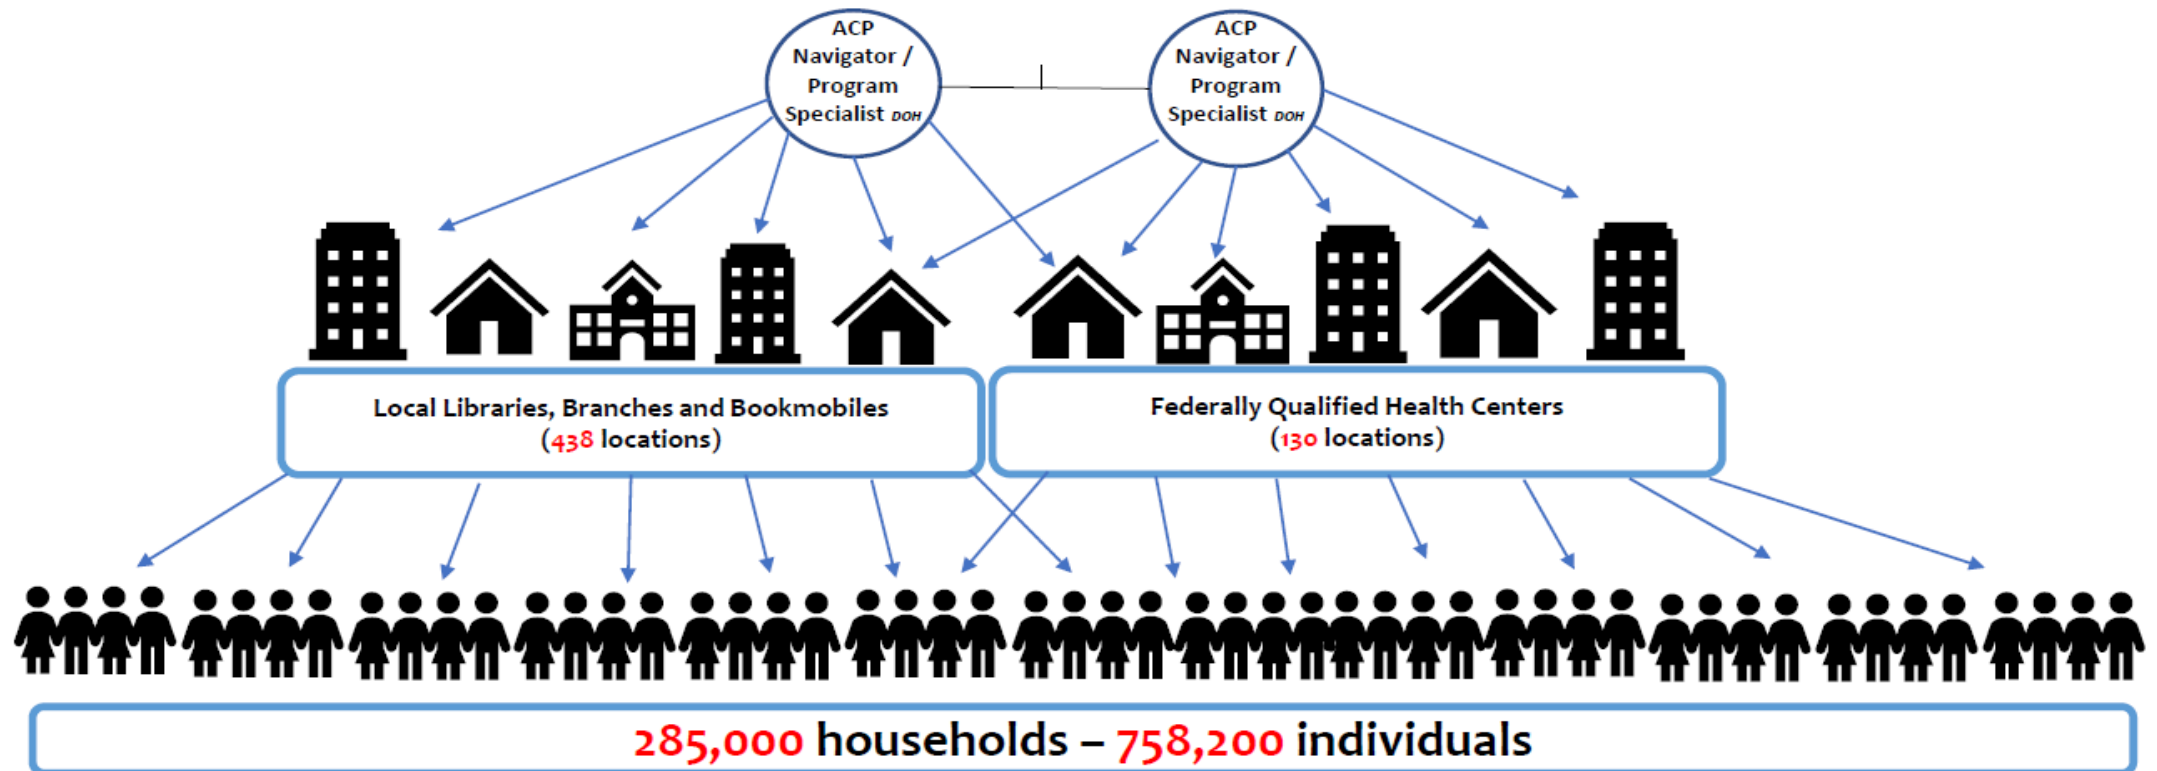 ACP
Navigator /
Program
Specialist DOH
ACP
Navigator /
Program
Specialist DOH
Local Libraries, Branches and Bookmobiles
(438 locations)
Federally Qualified Health Centers
(130 locations)
285,000 households – 758,200 individuals